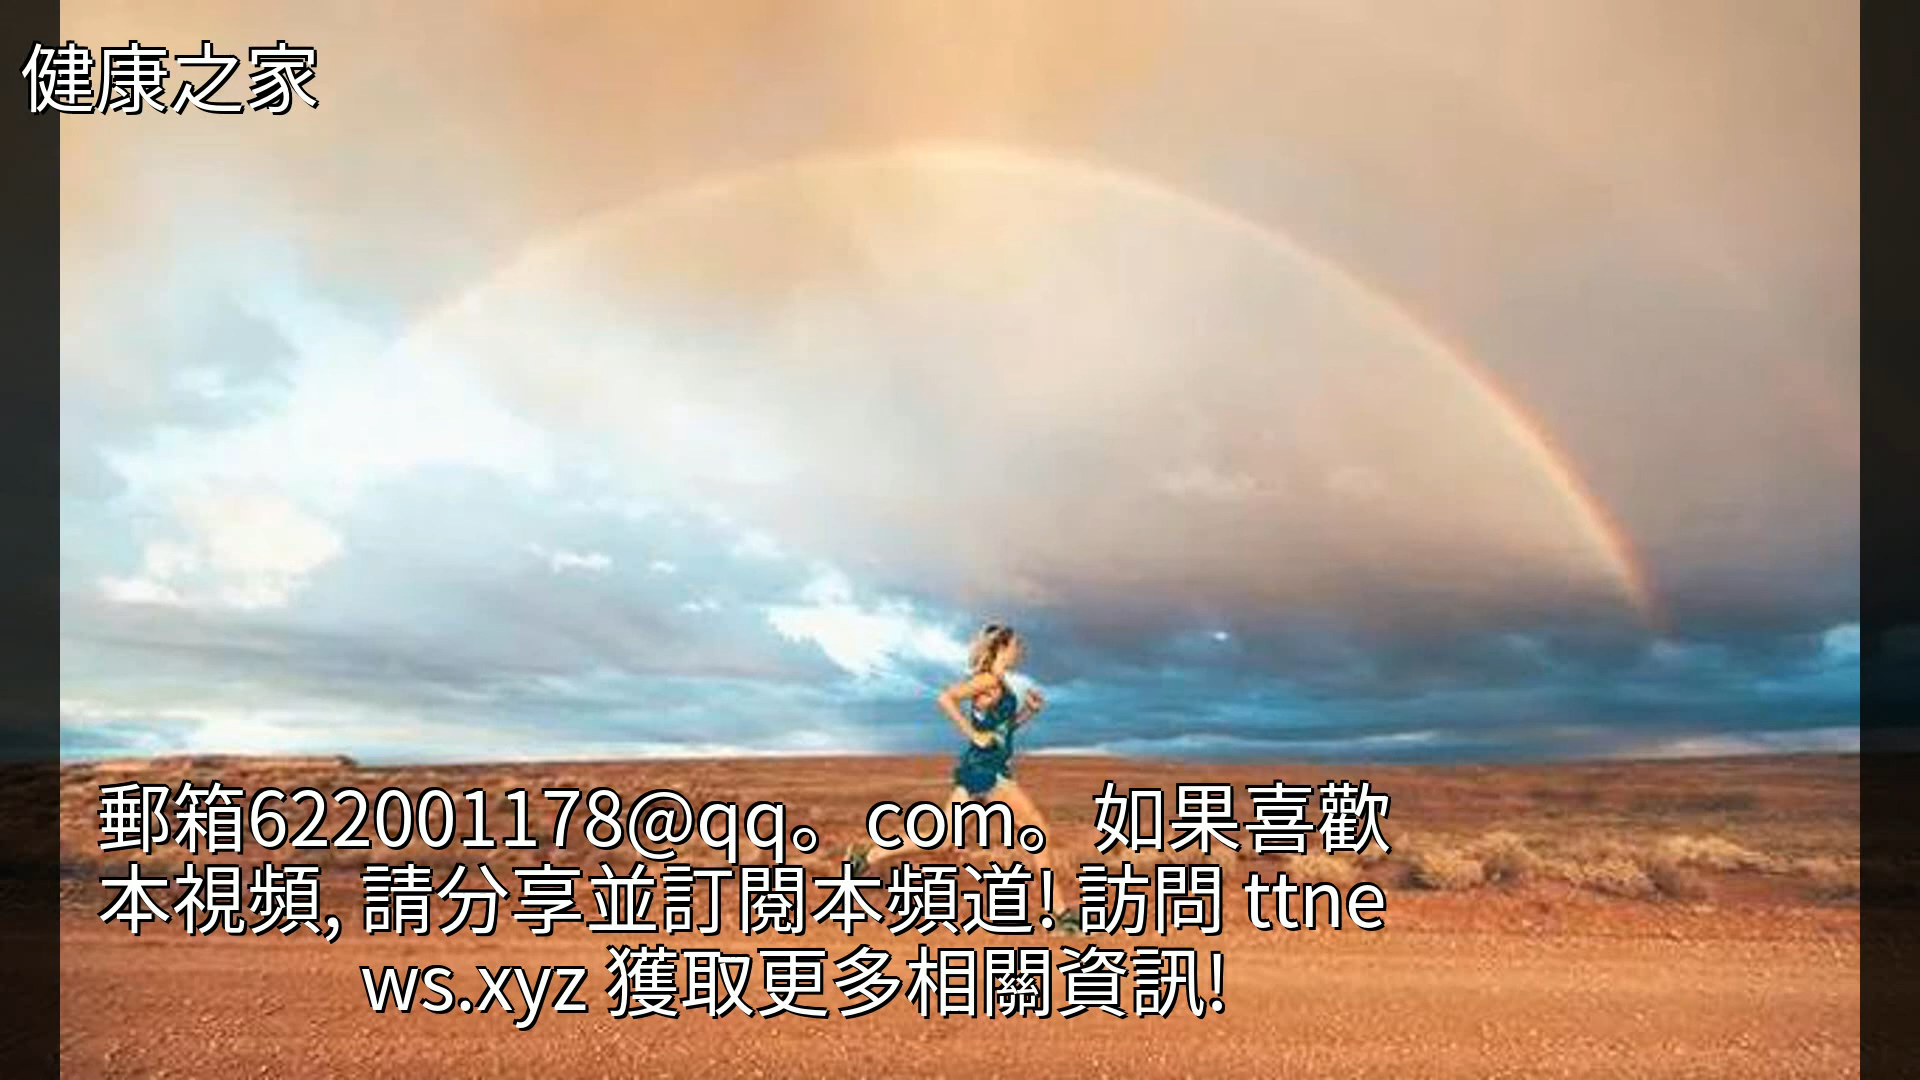 健康之家
郵箱622001178@qq。com。如果喜歡
本視頻, 請分享並訂閱本頻道! 訪問 ttne
ws.xyz 獲取更多相關資訊!